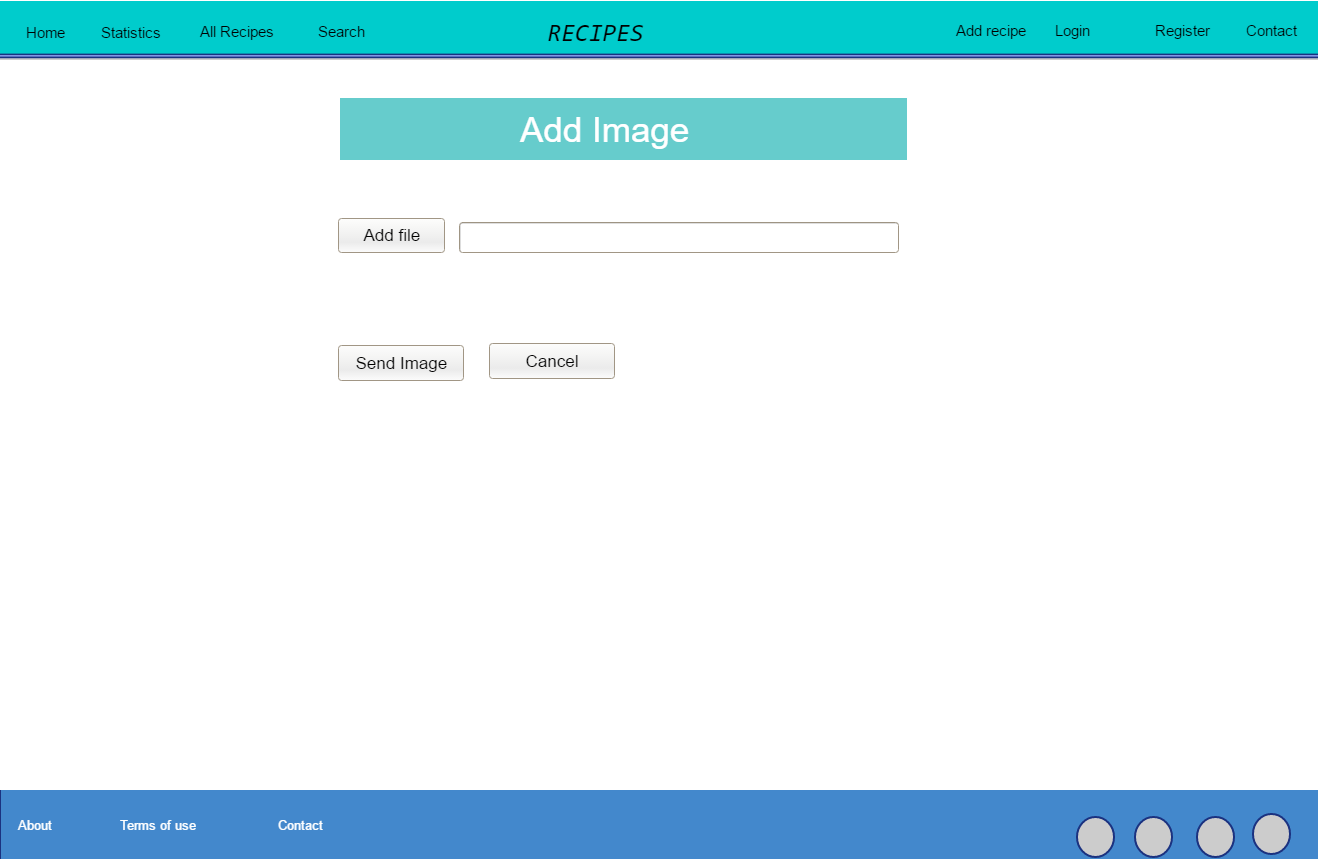 Home Statistics All Recipes Search RECIPES Add recipe Login Register Contact
Add Image
Add file
Send Image Cancel
About Terms of use Contact